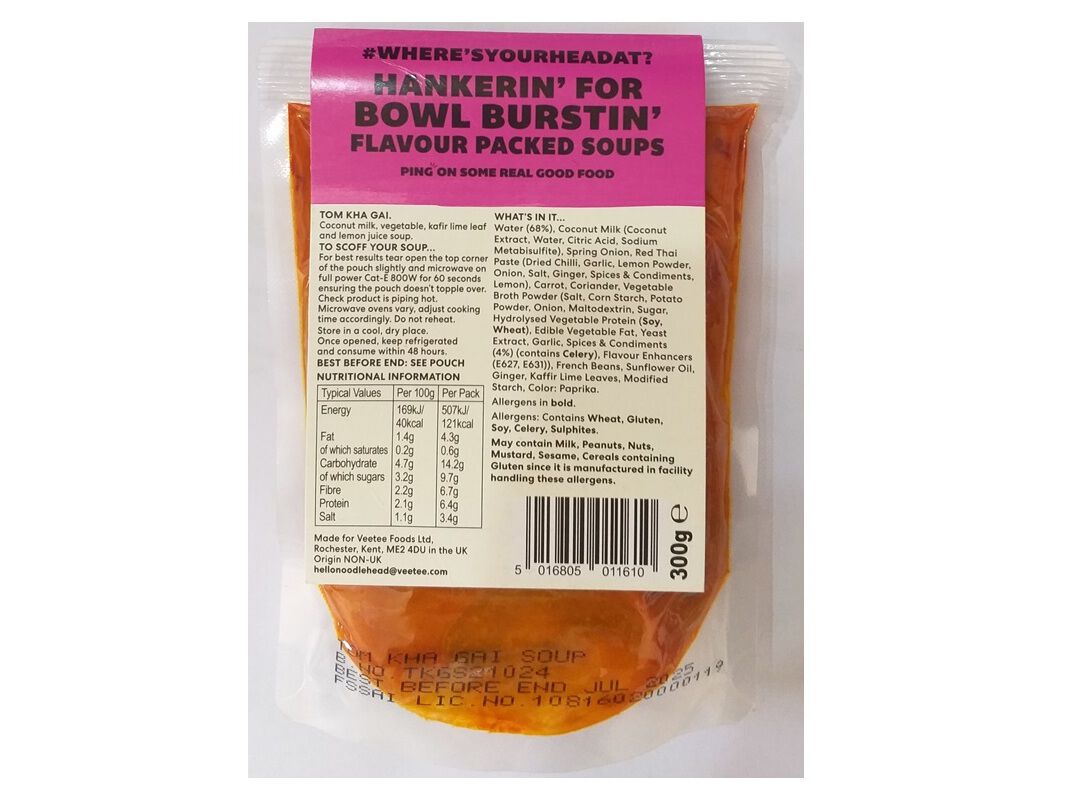 #WHERE'SYOURHEADAT?
HANKERIN' FOR
BOWL BURSTIN'
FLAVOUR PACKED SOUPS
PING ON SOME REAL GOOD FOOD
TOM KHA GAI.
Coconut milk, vegetable, kafir lime leaf
and lemon juice soup.
TO SCOFF YOUR SOUP...
For best results tear open the top corner
of the pouch slightly and microwave on
full power Cat-E 800W for 60 seconds
ensuring the pouch doesn't topple over.
Check product is piping hot.
Microwave ovens vary, adjust cooking
time accordingly. Do not reheat.
Store in a cool, dry place.
Once opened, keep refrigerated
and consume within 48 hours.
BEST BEFORE END: SEE POUCH
NUTRITIONAL INFORMATION
Typical Values Per 100g Per Pack
Energy 169kJ/ 507kJ/
40kcal 121kcal
Fat 1.4g 4.3g
of which saturates 0.2g 0.6g
Carbohydrate 4.7g 14.2g
of which sugars 3.2g 9.7g
Fibre 2.2g 6.7g
Protein 2.1g 6.4g
Salt 1.1g 3.4g
Made for Veetee Foods Ltd,
Rochester, Kent, ME2 4DU in the UK
Origin NON-UK
hellonoodlehead@veetee.com
WHAT'S IN IT...
Water (68%), Coconut Milk (Coconut
Extract, Water, Citric Acid, Sodium
Metabisulfite), Spring Onion, Red Thai
Paste (Dried Chilli, Garlic, Lemon Powder,
Onion, Salt, Ginger, Spices & Condiments,
Lemon), Carrot, Coriander, Vegetable
Broth Powder (Salt, Corn Starch, Potato
Powder, Onion, Maltodextrin, Sugar,
Hydrolysed Vegetable Protein (Soy,
Wheat), Edible Vegetable Fat, Yeast
Extract, Garlic, Spices & Condiments
(4%) (contains Celery), Flavour Enhancers
(E627, E631)), French Beans, Sunflower Oil,
Ginger, Kaffir Lime Leaves, Modified
Starch, Color: Paprika.
Allergens in bold.
Allergens: Contains Wheat, Gluten,
Soy, Celery, Sulphites.
May contain Milk, Peanuts, Nuts,
Mustard, Sesame, Cereals containing
Gluten since it is manufactured in facility
handling these allergens.
5 016805 011610
300g e
TOM KHA GAI SOUP
B.NO. 
BEST BEFORE END JUL 2025
FSSAI LIC.NO.